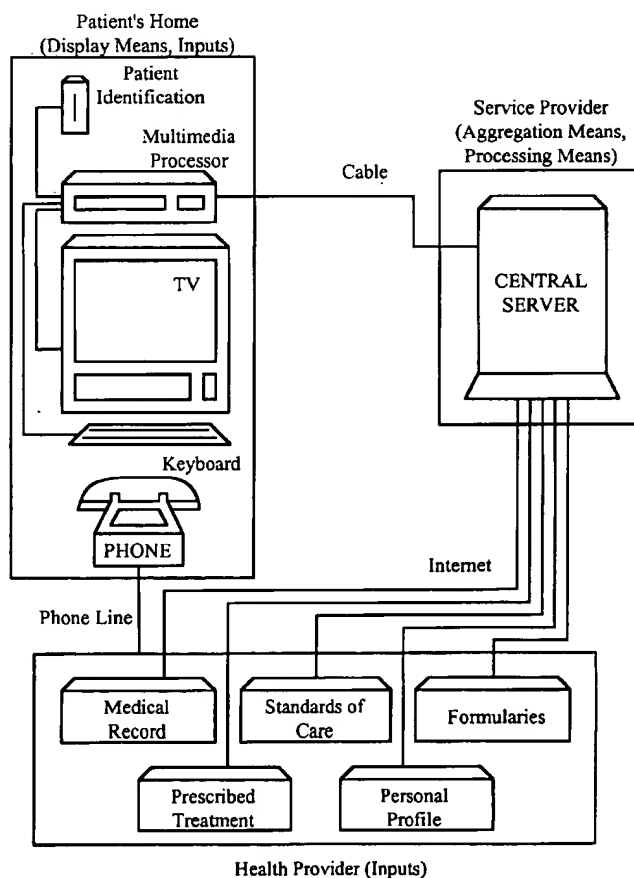 Patient's Home
(Display Means, Inputs)
Patient
Identification
Multimedia
Processor
TV
Keyboard
PHONE
Cable
Service Provider
(Aggregation Means,
Processing Means)
CENTRAL
SERVER
Internet
Phone Line
Medical
Record
Standards of
Care
Formularies
Prescribed
Treatment
Personal
Profile
Health Provider (Inputs)